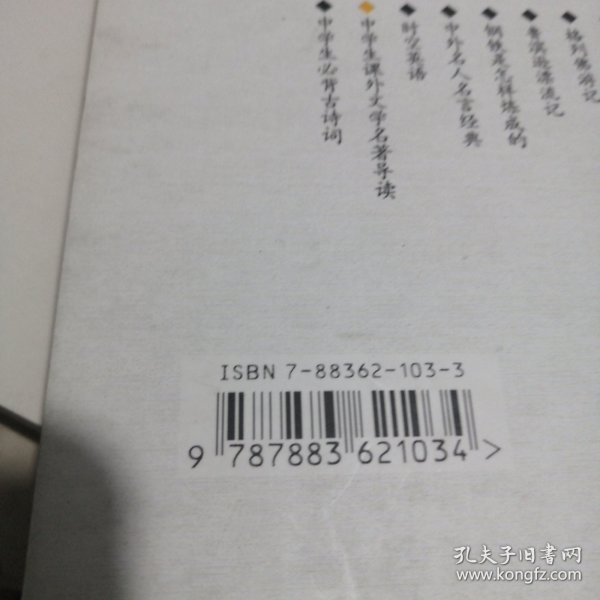 格列佛游记
鲁滨逊漂流记
钢铁是怎样炼成的
中外名人名言经典
时空英语
中学生课外文学名著导读
中学生必背古诗词
ISBN 7-88362-103-3
9 787883 621034 >
孔夫子旧书网
www.kongfz.com